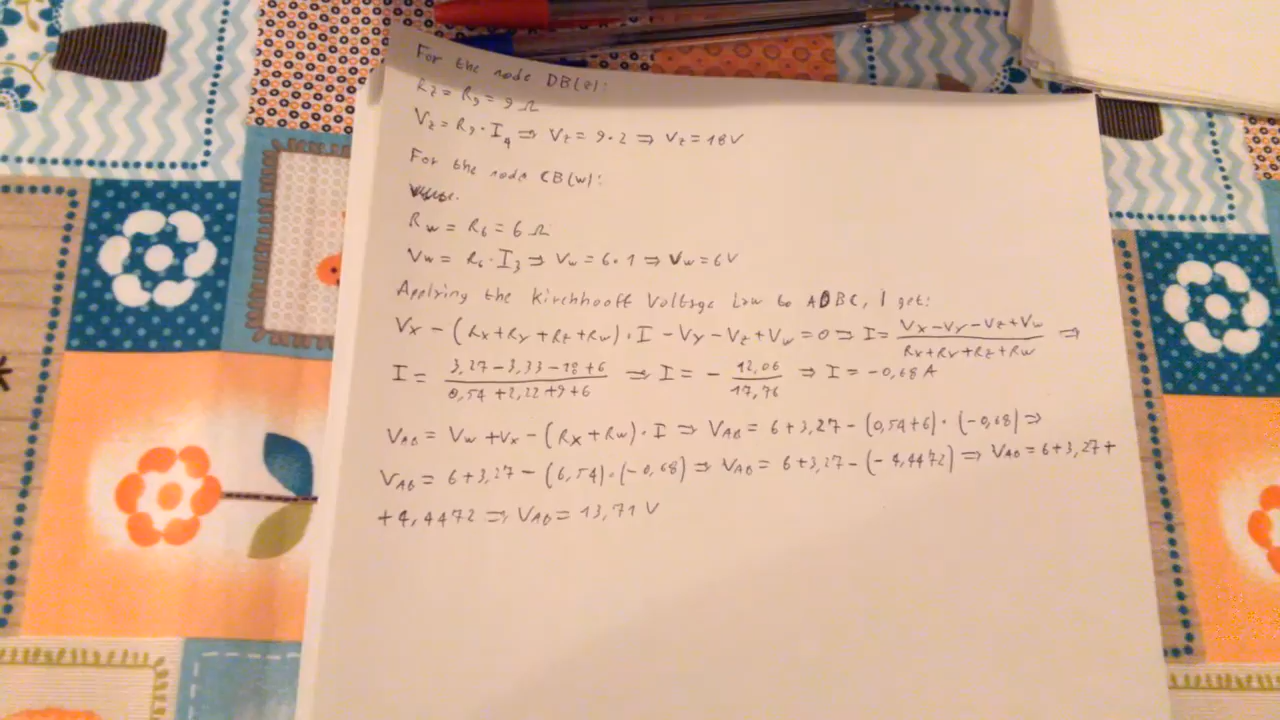 For the node DB(z):
Rz = R9 = 9 Ω
Vz = R9 · I4 ⇒ Vz = 9 · 2 ⇒ Vz = 18 V
For the node CB(w):
Rw = R6 = 6 Ω
Vw = R6 · I3 ⇒ Vw = 6 · 1 ⇒ Vw = 6 V
Applying the Kirchhooff Voltage Law to ADBC, I get:
Vx − (Rx + Ry + Rz + Rw) · I − Vy − Vz + Vw = 0 ⇒ I = (Vx − Vy − Vz + Vw) / (Rx + Ry + Rz + Rw) ⇒
I = (3,27 − 3,33 − 18 + 6) / (0,54 + 2,22 + 9 + 6) ⇒ I = − 12,06 / 17,76 ⇒ I = −0,68 A
VAB = Vw + Vx − (Rx + Rw) · I ⇒ VAB = 6 + 3,27 − (0,54 + 6) · (−0,68) ⇒
VAB = 6 + 3,27 − (6,54) · (−0,68) ⇒ VAB = 6 + 3,27 − (−4,4472) ⇒ VAB = 6 + 3,27 +
+ 4,4472 ⇒ VAB = 13,71 V